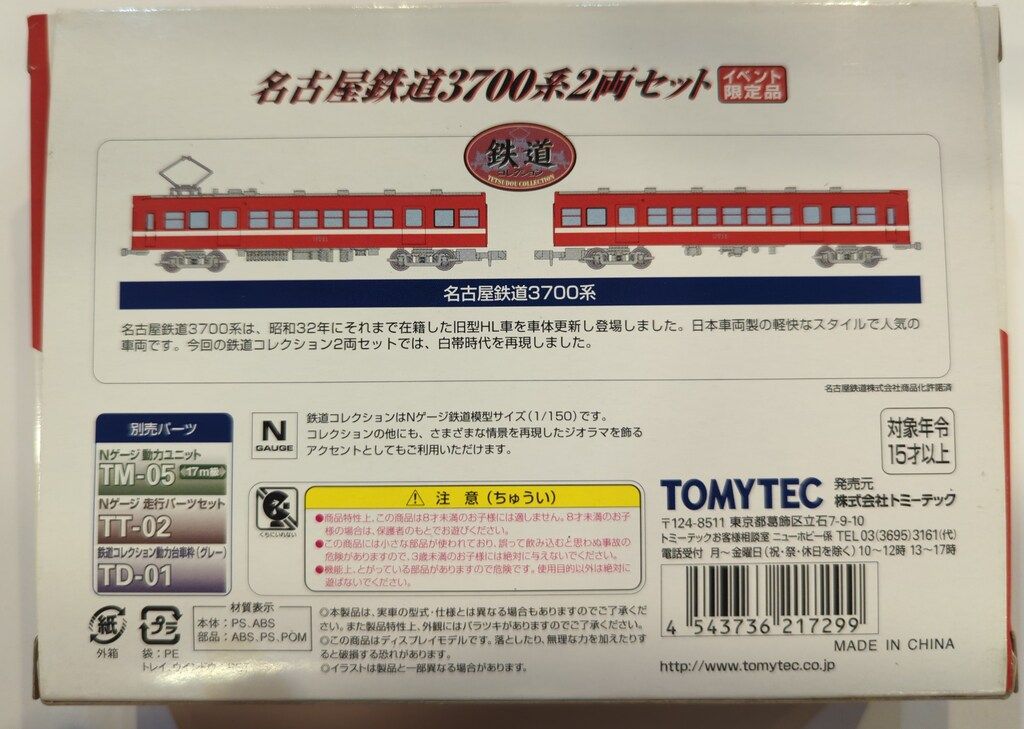 名古屋鉄道3700系2両セット
イベント
限定品
鉄道
コレクション
TETSUDOU COLLECTION
名古屋鉄道3700系
名古屋鉄道3700系は、昭和32年にそれまで在籍した旧型HL車を車体更新し登場しました。日本車両製の軽快なスタイルで人気の
車両です。今回の鉄道コレクション2両セットでは、白帯時代を再現しました。
名古屋鉄道株式会社商品化許諾済
別売パーツ
Nゲージ 動力ユニット
TM-05 17m級
Nゲージ 走行パーツセット
TT-02
鉄道コレクション動力台車枠(グレー)
TD-01
N
GAUGE
鉄道コレクションはNゲージ鉄道模型サイズ(1/150)です。
コレクションの他にも、さまざまな情景を再現したジオラマを飾る
アクセントとしてもご利用いただけます。
対象年令
15才以上
くちにいれない
注 意 (ちゅうい)
●商品特性上、この商品は8才未満のお子様には適しません。8才未満のお子
様の場合は、保護者のもとでお遊びください。
●この商品には小さな部品が使われており、誤って飲み込むと思わぬ事故の
危険がありますので、3歳未満のお子様には絶対に与えないでください。
●機能上、とがっている部品がありますので危険です。使用目的以外は絶対に
遊ばないでください。
TOMYTEC 発売元
株式会社トミーテック
〒124-8511 東京都葛飾区立石7-9-10
トミーテックお客様相談室 ニューホビー係 TEL 03(3695)3161(代)
電話受付 月〜金曜日(祝・祭・休日を除く) 10〜12時 13〜17時
4 543736 217299
MADE IN CHINA
http://www.tomytec.co.jp
紙
外箱
プラ
袋:PE
トレイ、ウインドウ
材質表示
本体:PS、ABS
部品:ABS、PS、POM
◎本製品は、実車の型式・仕様とは異なる場合もありますのでご了承くだ
さい。また製品特性上、外観にはバラツキがありますのでご了承ください。
◎この商品はディスプレイモデルです。落としたり、無理な力を加えたりす
ると破損する恐れがあります。
◎イラストは製品と一部異なる場合があります。